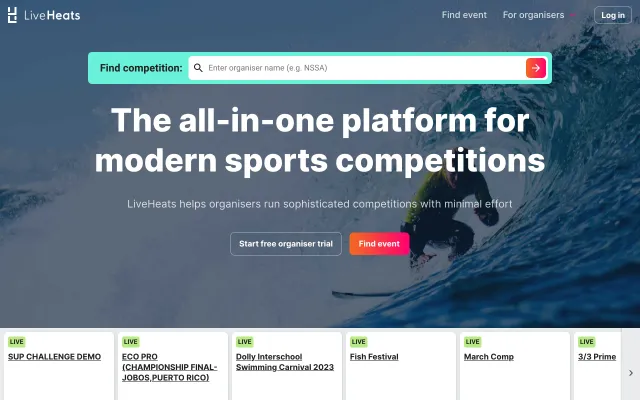 LiveHeats
Find event
For organisers
Log in
Find competition:
Enter organiser name (e.g. NSSA)
The all-in-one platform for
modern sports competitions
LiveHeats helps organisers run sophisticated competitions with minimal effort
Start free organiser trial
Find event
LIVE
SUP CHALLENGE DEMO
LIVE
ECO PRO
(CHAMPIONSHIP FINAL-
JOBOS,PUERTO RICO)
LIVE
Dolly Interschool
Swimming Carnival 2023
LIVE
Fish Festival
LIVE
March Comp
LIVE
3/3 Prime